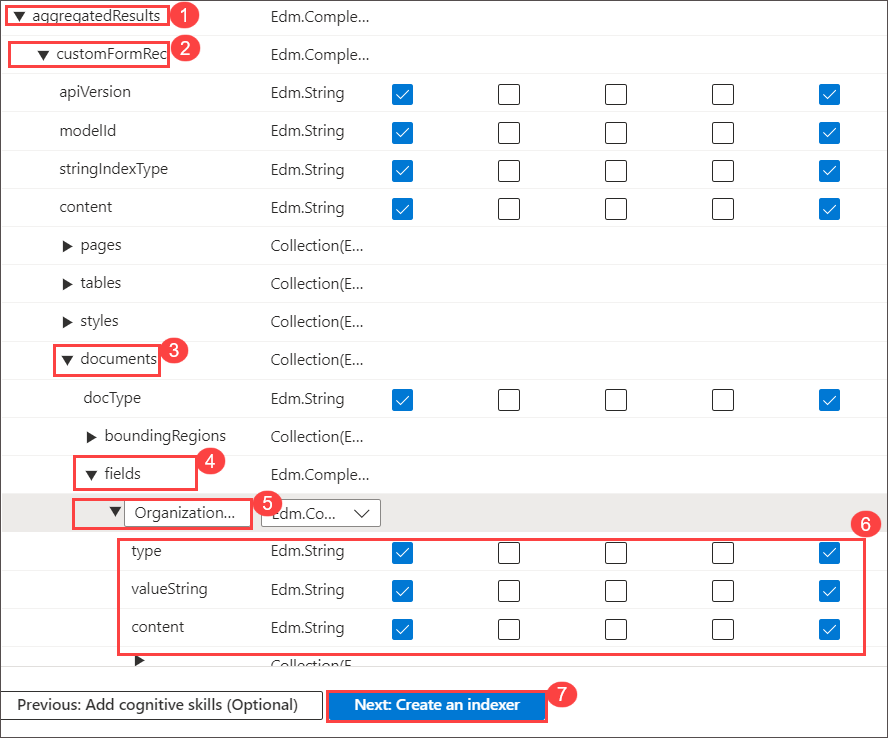 aggregatedResults 1 Edm.Comple...
customFormRec 2 Edm.Comple...
apiVersion Edm.String
modelId Edm.String
stringIndexType Edm.String
content Edm.String
pages Collection(E...
tables Collection(E...
styles Collection(E...
documents 3 Collection(E...
docType Edm.String
boundingRegions Collection(E...
fields 4 Edm.Comple...
Organization... 5 Edm.Co... 6
type Edm.String
valueString Edm.String
content Edm.String
Collection(E
Previous: Add cognitive skills (Optional) Next: Create an indexer 7